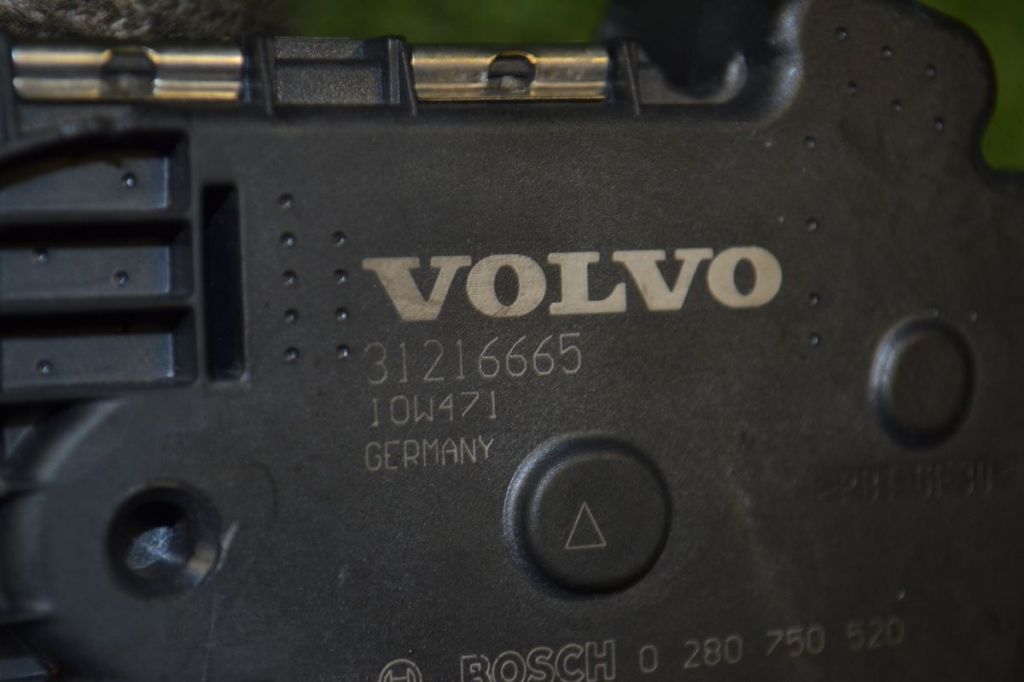 VOLVO
31216665
10W471
GERMANY
BOSCH 0 280 750 520